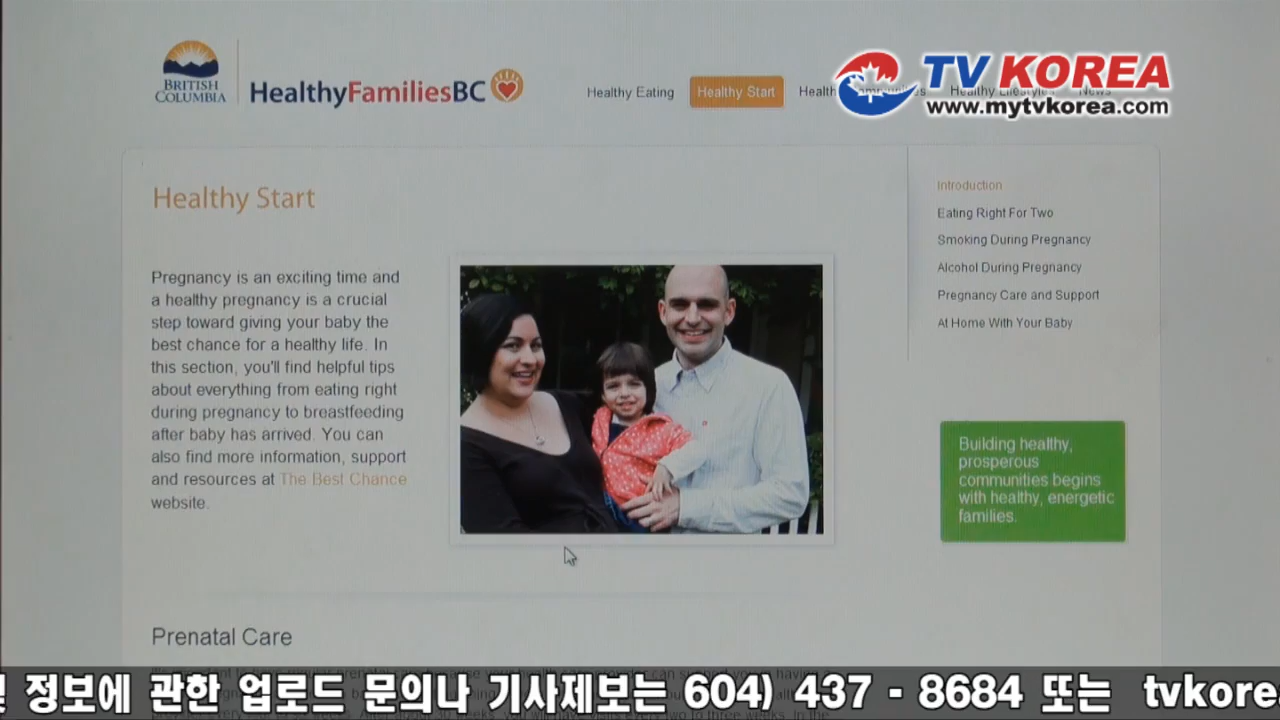 BRITISH
COLUMBIA
HealthyFamiliesBC
Healthy Eating
Healthy Start
TV KOREA
www.mytvkorea.com
Healthy Start
Pregnancy is an exciting time and
a healthy pregnancy is a crucial
step toward giving your baby the
best chance for a healthy life. In
this section, you'll find helpful tips
about everything from eating right
during pregnancy to breastfeeding
after baby has arrived. You can
also find more information, support
and resources at The Best Chance
website.
Introduction
Eating Right For Two
Smoking During Pregnancy
Alcohol During Pregnancy
Pregnancy Care and Support
At Home With Your Baby
Building healthy,
prosperous
communities begins
with healthy, energetic
families.
Prenatal Care
및 정보에 관한 업로드 문의나 기사제보는 604) 437 - 8684 또는 tvkorea